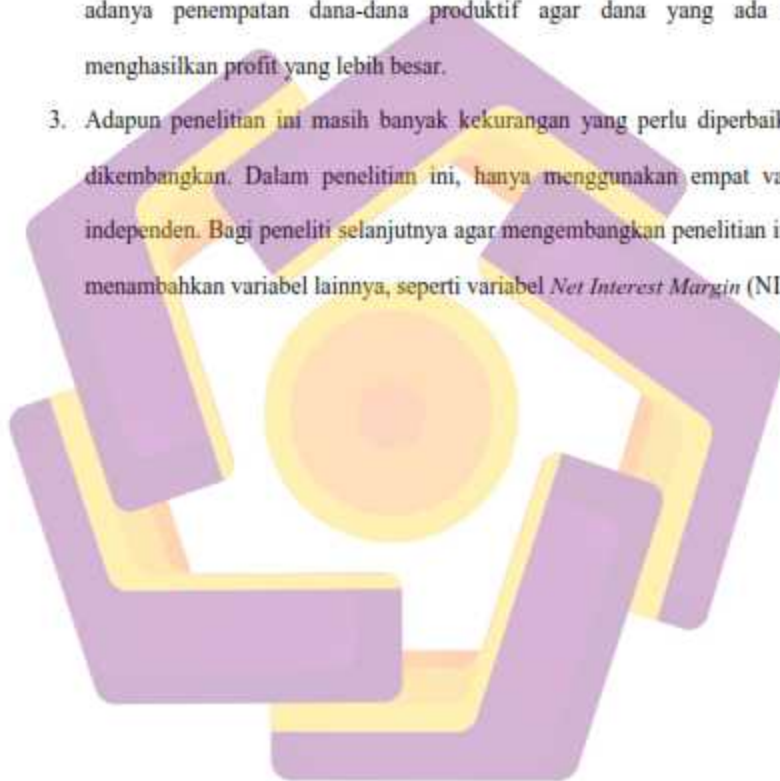 adanya penempatan dana-dana produktif agar dana yang ada
menghasilkan profit yang lebih besar.
3. Adapun penelitian ini masih banyak kekurangan yang perlu diperbaik
dikembangkan. Dalam penelitian ini, hanya menggunakan empat va
independen. Bagi peneliti selanjutnya agar mengembangkan penelitian i
menambahkan variabel lainnya, seperti variabel Net Interest Margin (NI